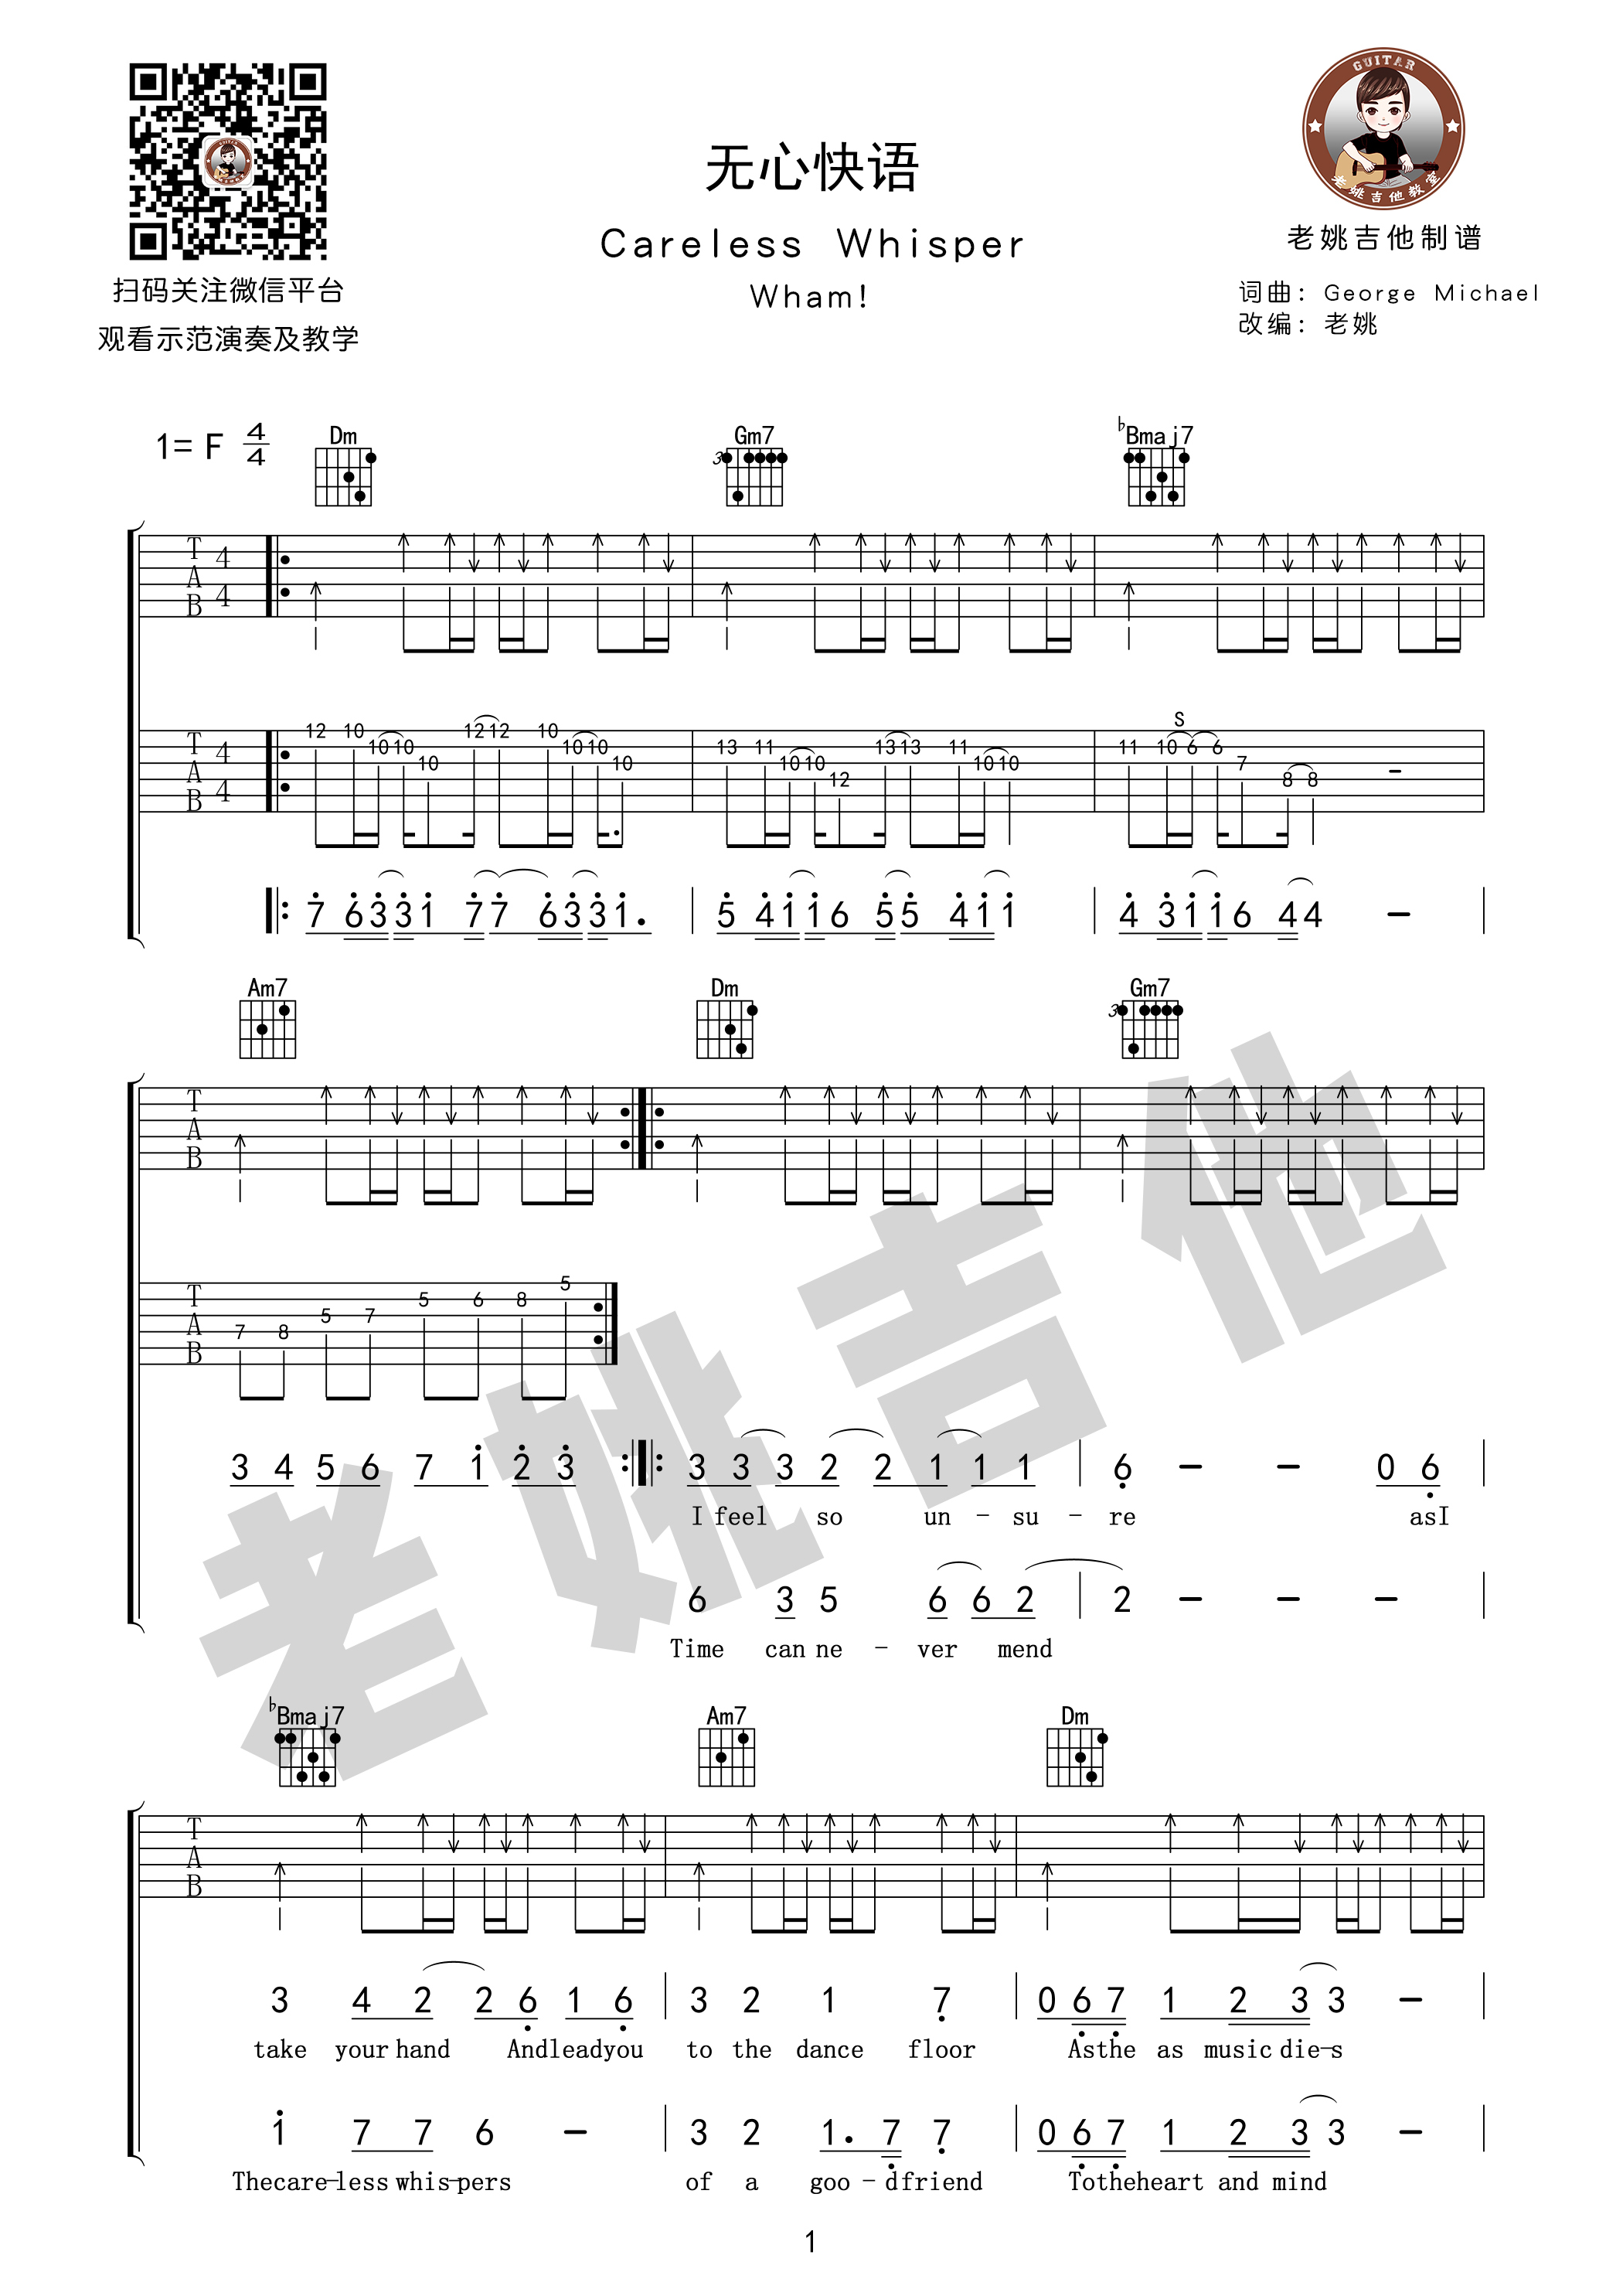 GUITAR
老姚吉他教室
无心快语
Careless Whisper
Wham!
扫码关注微信平台
观看示范演奏及教学
老姚吉他制谱
词曲: George Michael
改编: 老姚
1= F 4/4
Dm Gm7 ♭Bmaj7
3
T A B 4 4
12 10 10 10 10 12 12 10 10 10 10 13 11 10 10 12 13 13 11 10 10 11 10 S 6 6 7 8 8 -
T A B 4 4
7 6 3 3 1 7 7 6 3 3 1. 5 4 1 1 6 5 5 4 1 1 4 3 1 1 6 4 4 -
Am7 Dm Gm7
3
T A B
7 8 5 7 5 6 8 5
T A B
3 4 5 6 7 1 2 3 3 3 3 2 2 1 1 1 6 - - 0 6
I feel so un - su - re asI
6 3 5 6 6 2 2 - - -
Time can ne - ver mend
♭Bmaj7 Am7 Dm
T A B
3 4 2 2 6 1 6 3 2 1 7 0 6 7 1 2 3 3 -
take your hand Andleadyou to the dance floor Asthe as music die-s
1 7 7 6 - 3 2 1. 7 7 0 6 7 1 2 3 3 -
Thecare-less whis-pers of a goo - dfriend Totheheart and mind
老姚吉他
1